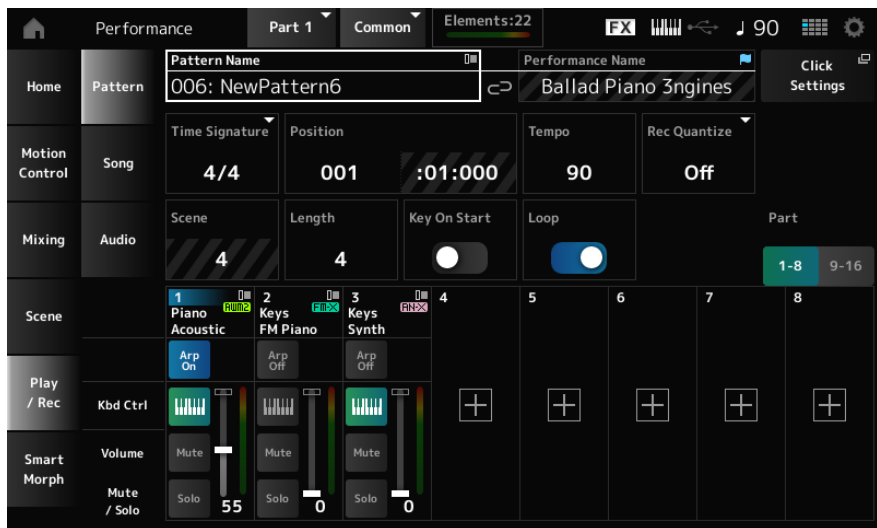 Performance
Part 1
Common
Elements:22
FX
90
Home
Pattern
Pattern Name
006: NewPattern6
Performance Name
Ballad Piano 3ngines
Click
Settings
Motion
Control
Song
Time Signature
4/4
Position
001
:01:000
Tempo
90
Rec Quantize
Off
Mixing
Audio
Scene
4
Length
4
Key On Start
Loop
Part
1-8
9-16
Scene
1
Piano
AWM2
Acoustic
2
Keys
FM-X
FM Piano
3
Keys
AN-X
Synth
4
5
6
7
8
Arp
On
Arp
Off
Arp
Off
Play
/ Rec
Kbd Ctrl
Smart
Morph
Volume
Mute
Mute
Mute
Mute
/ Solo
Solo
55
Solo
0
Solo
0